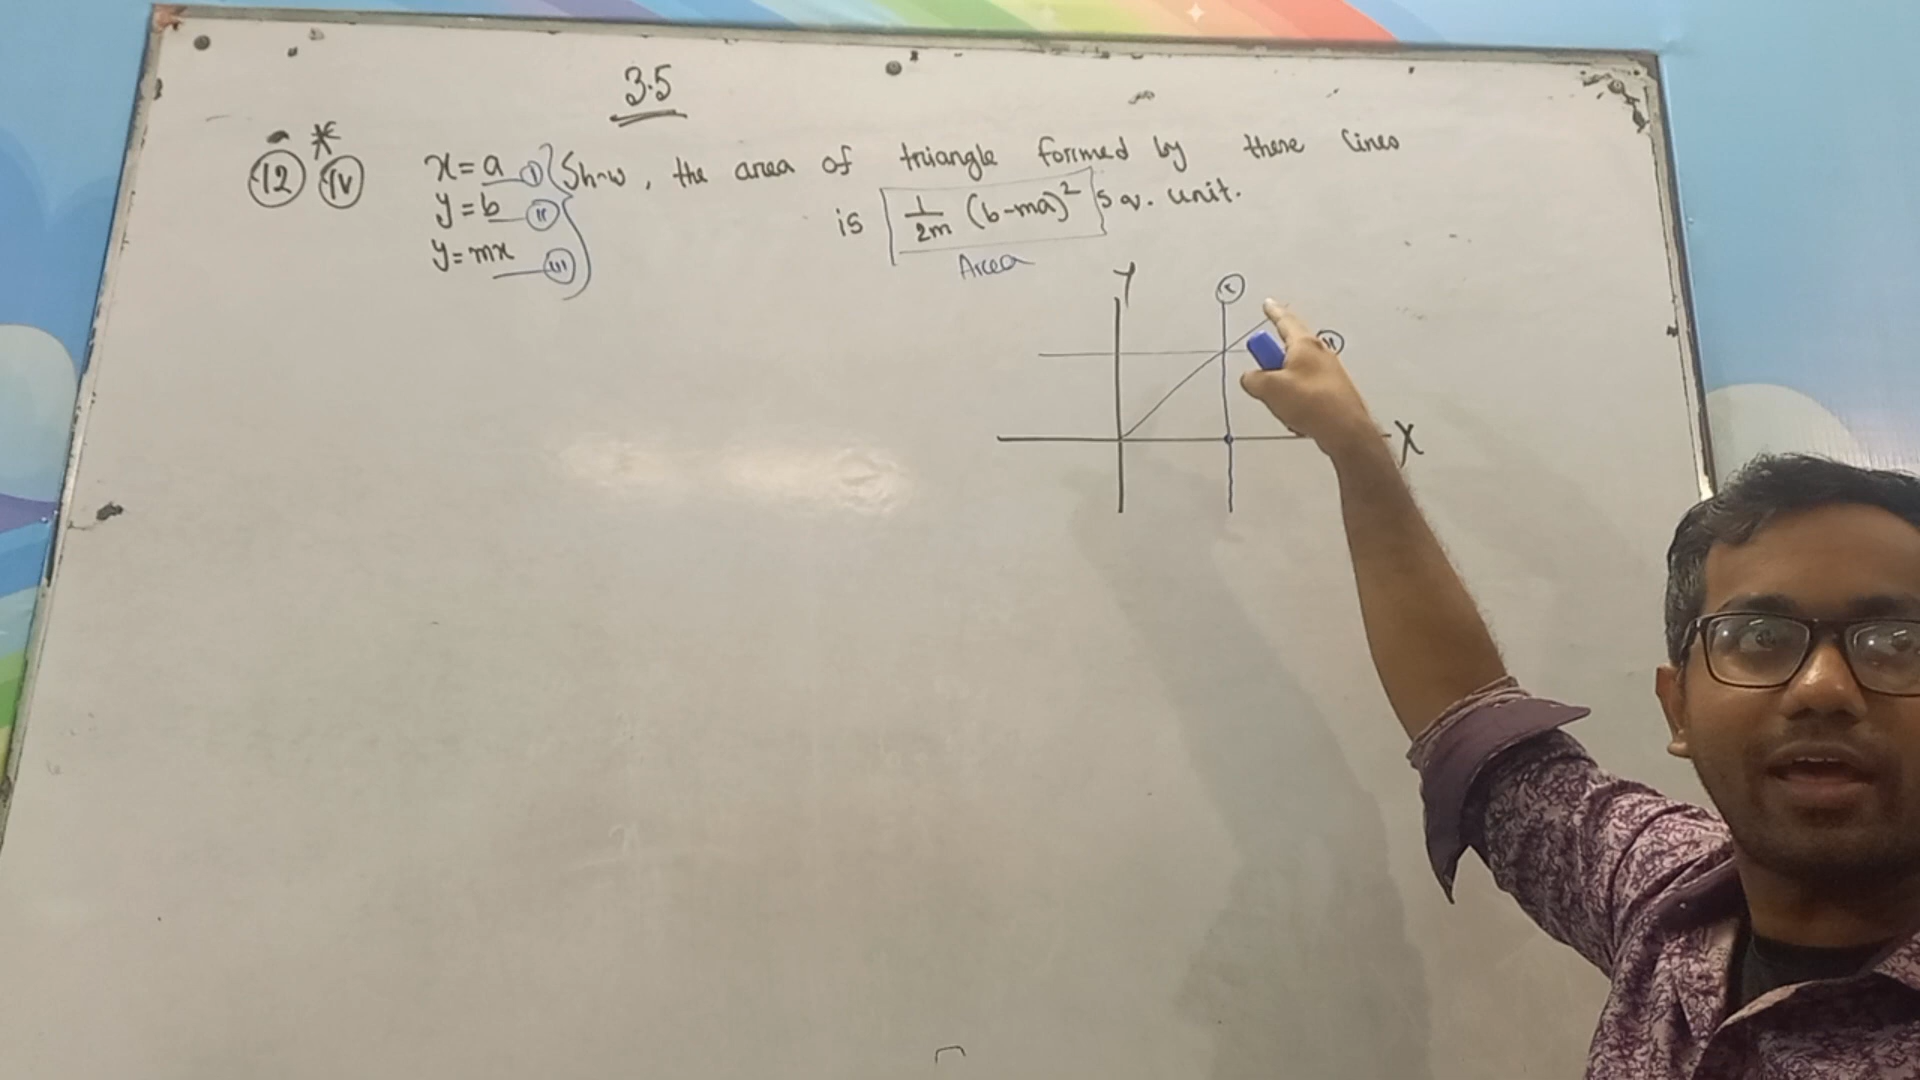 3.5
12 iv x = a i Show, the area of triangle formed by these lines
y = b ii is 1/2m (b-ma)² sq. unit.
y = mx iii Area
Y
ii
X